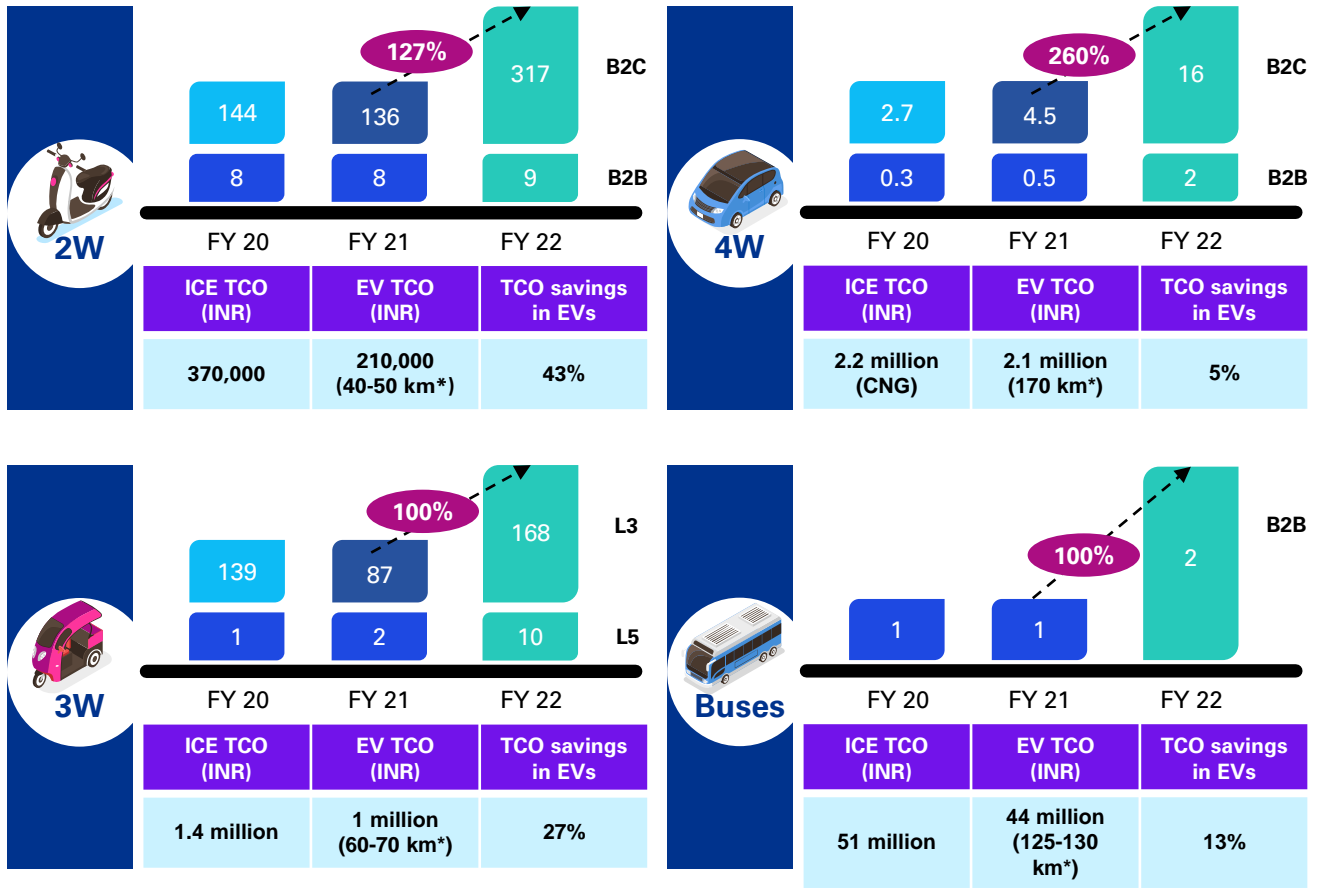 127%
317
B2C
144
136
8
8
9
B2B
FY 20
FY 21
FY 22
2W
ICE TCO
(INR)
EV TCO
(INR)
TCO savings
in EVs
370,000
210,000
(40-50 km*)
43%
260%
16
B2C
2.7
4.5
0.3
0.5
2
B2B
FY 20
FY 21
FY 22
4W
ICE TCO
(INR)
EV TCO
(INR)
TCO savings
in EVs
2.2 million
(CNG)
2.1 million
(170 km*)
5%
100%
168
L3
139
87
1
2
10
L5
FY 20
FY 21
FY 22
3W
ICE TCO
(INR)
EV TCO
(INR)
TCO savings
in EVs
1.4 million
1 million
(60-70 km*)
27%
100%
2
B2B
1
1
FY 20
FY 21
FY 22
Buses
ICE TCO
(INR)
EV TCO
(INR)
TCO savings
in EVs
51 million
44 million
(125-130
km*)
13%